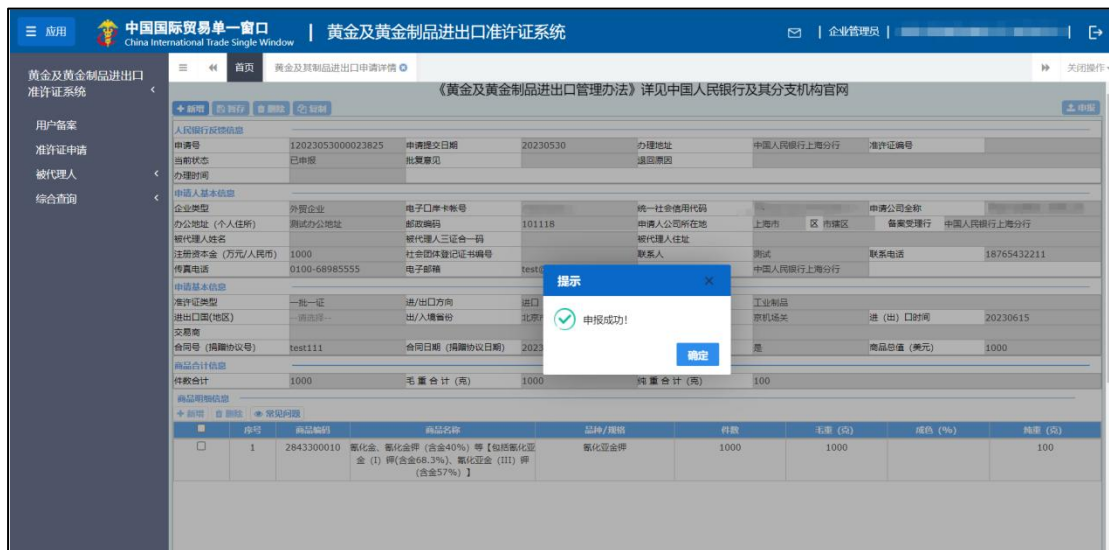 三 应用 中国国际贸易单一窗口 China International Trade Single Window | 黄金及黄金制品进出口准许证系统 | 企业管理员 |
黄金及黄金制品进出口准许证系统
用户备案
准许证申请
被代理人
综合查询
首页 黄金及其制品进出口申请详情 关闭操作
《黄金及黄金制品进出口管理办法》详见中国人民银行及其分支机构官网
+新增 暂存 删除 复制 申报
人民银行反馈信息
申请号 12023053000023825 申请提交日期 20230530 办理地址 中国人民银行上海分行 准许证编号
当前状态 已申报 批复意见 退回原因
办理时间
申请人基本信息
企业类型 外贸企业 电子口岸卡帐号 统一社会信用代码 申请公司全称
办公地址 (个人住所) 测试办公地址 邮政编码 101118 申请人公司所在地 上海市 区 市辖区 备案受理行 中国人民银行上海分行
被代理人姓名 被代理人三证合一码 被代理人住址
注册资本金 (万元/人民币) 1000 社会团体登记证书编号 联系人 测试 联系电话 18765432211
传真电话 0100-68985555 电子邮箱 test 中国人民银行上海分行
申请基本信息
准许证类型 一批一证 进/出口方向 进口 工业制品
进出口国(地区) --请选择-- 出/入境省份 北京 京机场关 进 (出) 口时间 20230615
交易商
合同号 (捐赠协议号) test111 合同日期 (捐赠协议日期) 2023 是 商品总值 (美元) 1000
商品合计信息
件数合计 1000 毛重合计 (克) 1000 纯重合计 (克) 100
商品明细信息
+新增 删除 常见问题
序号 商品编码 商品名称 品种/规格 件数 毛重 (克) 成色 (%) 纯重 (克)
1 2843300010 氰化金、氰化金钾 (含金40%) 等【包括氰化亚金 (I) 钾(含金68.3%)、氰化亚金 (III) 钾(含金57%) 】 氰化亚金钾 1000 1000 100
提示 ×
申报成功!
确定